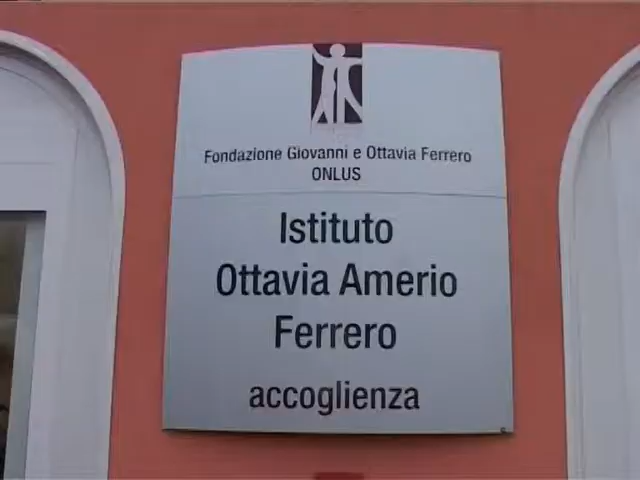 Fondazione Giovanni e Ottavia Ferrero
ONLUS
Istituto
Ottavia Amerio
Ferrero
accoglienza